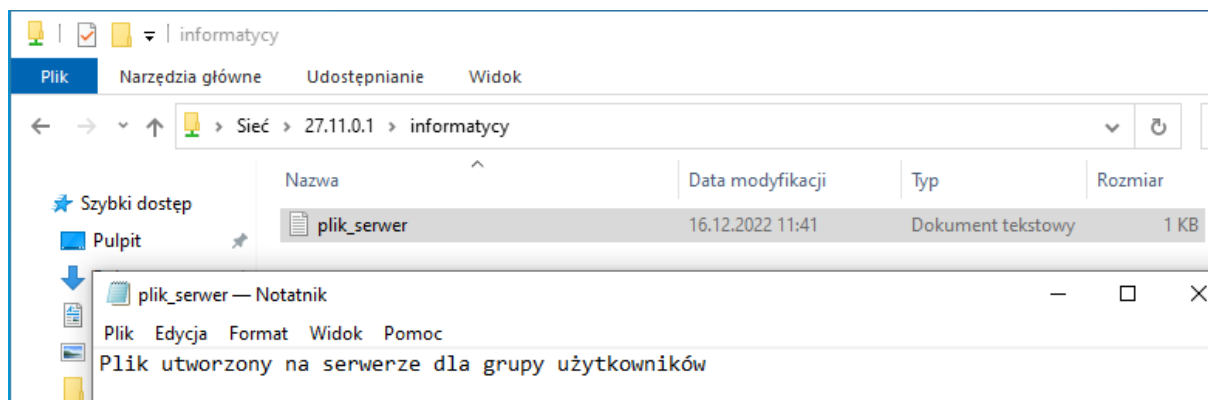 informatycy
Plik Narzędzia główne Udostępnianie Widok
Sieć 27.11.0.1 informatycy
Nazwa Data modyfikacji Typ Rozmiar
Szybki dostęp
plik_serwer 16.12.2022 11:41 Dokument tekstowy 1 KB
Pulpit
plik_serwer — Notatnik
Plik Edycja Format Widok Pomoc
Plik utworzony na serwerze dla grupy użytkowników